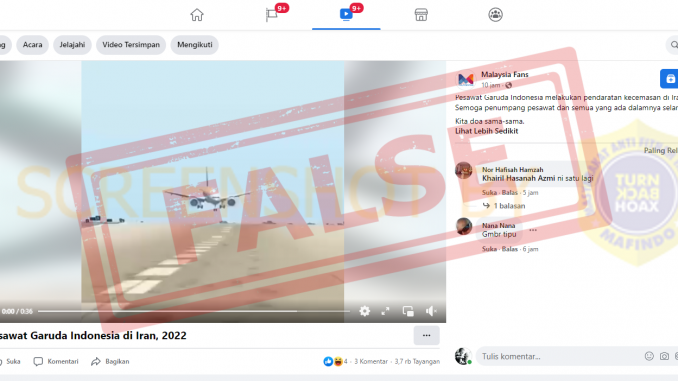 9+
9+
Acara
Jelajahi
Video Tersimpan
Mengikuti
Malaysia Fans
10 jam
Pesawat Garuda Indonesia melakukan pendaratan kecemasan di Ira
Semoga penumpang pesawat dan semua yang ada dalamnya selam
Kita doa sama-sama.
Lihat Lebih Sedikit
Paling Rel
Nor Hafisah Hamzah
Khairil Hasanah Azmi ni satu lagi
Suka · Balas · 5 jam
1 balasan
Nana Nana
Gmbr tipu
Suka · Balas · 6 jam
FALSE
SCREENSHOT BY
TURN
BACK
HOAX
MAFINDO
0:00 / 0:36
esawat Garuda Indonesia di Iran, 2022
Suka
Komentari
Bagikan
4 · 3 Komentar · 3,7 rb Tayangan
Tulis komentar...